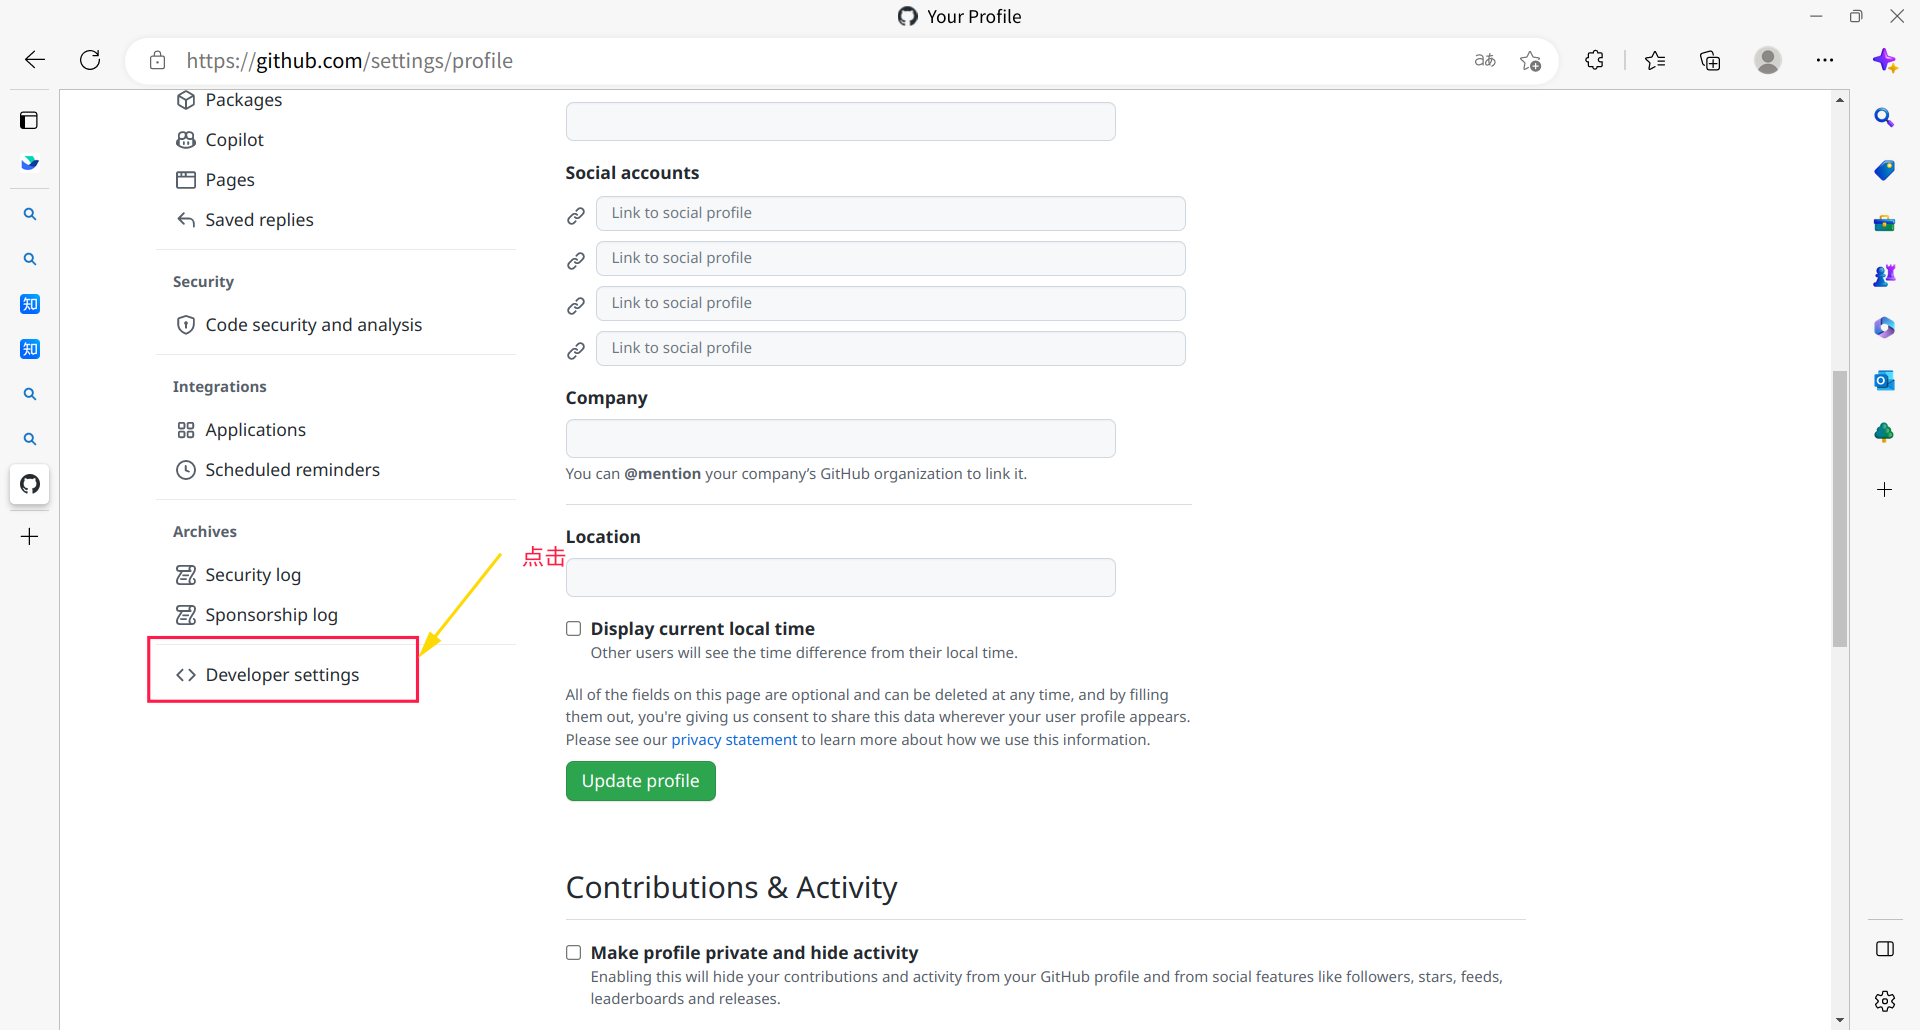 Your Profile
https://github.com/settings/profile
aあ
Packages
Copilot
Pages
Saved replies
Security
Code security and analysis
Integrations
Applications
Scheduled reminders
Archives
Security log
Sponsorship log
Developer settings
点击
知
知
Social accounts
Link to social profile
Link to social profile
Link to social profile
Link to social profile
Company
You can @mention your company’s GitHub organization to link it.
Location
Display current local time
Other users will see the time difference from their local time.
All of the fields on this page are optional and can be deleted at any time, and by filling
them out, you're giving us consent to share this data wherever your user profile appears.
Please see our privacy statement to learn more about how we use this information.
Update profile
Contributions & Activity
Make profile private and hide activity
Enabling this will hide your contributions and activity from your GitHub profile and from social features like followers, stars, feeds,
leaderboards and releases.